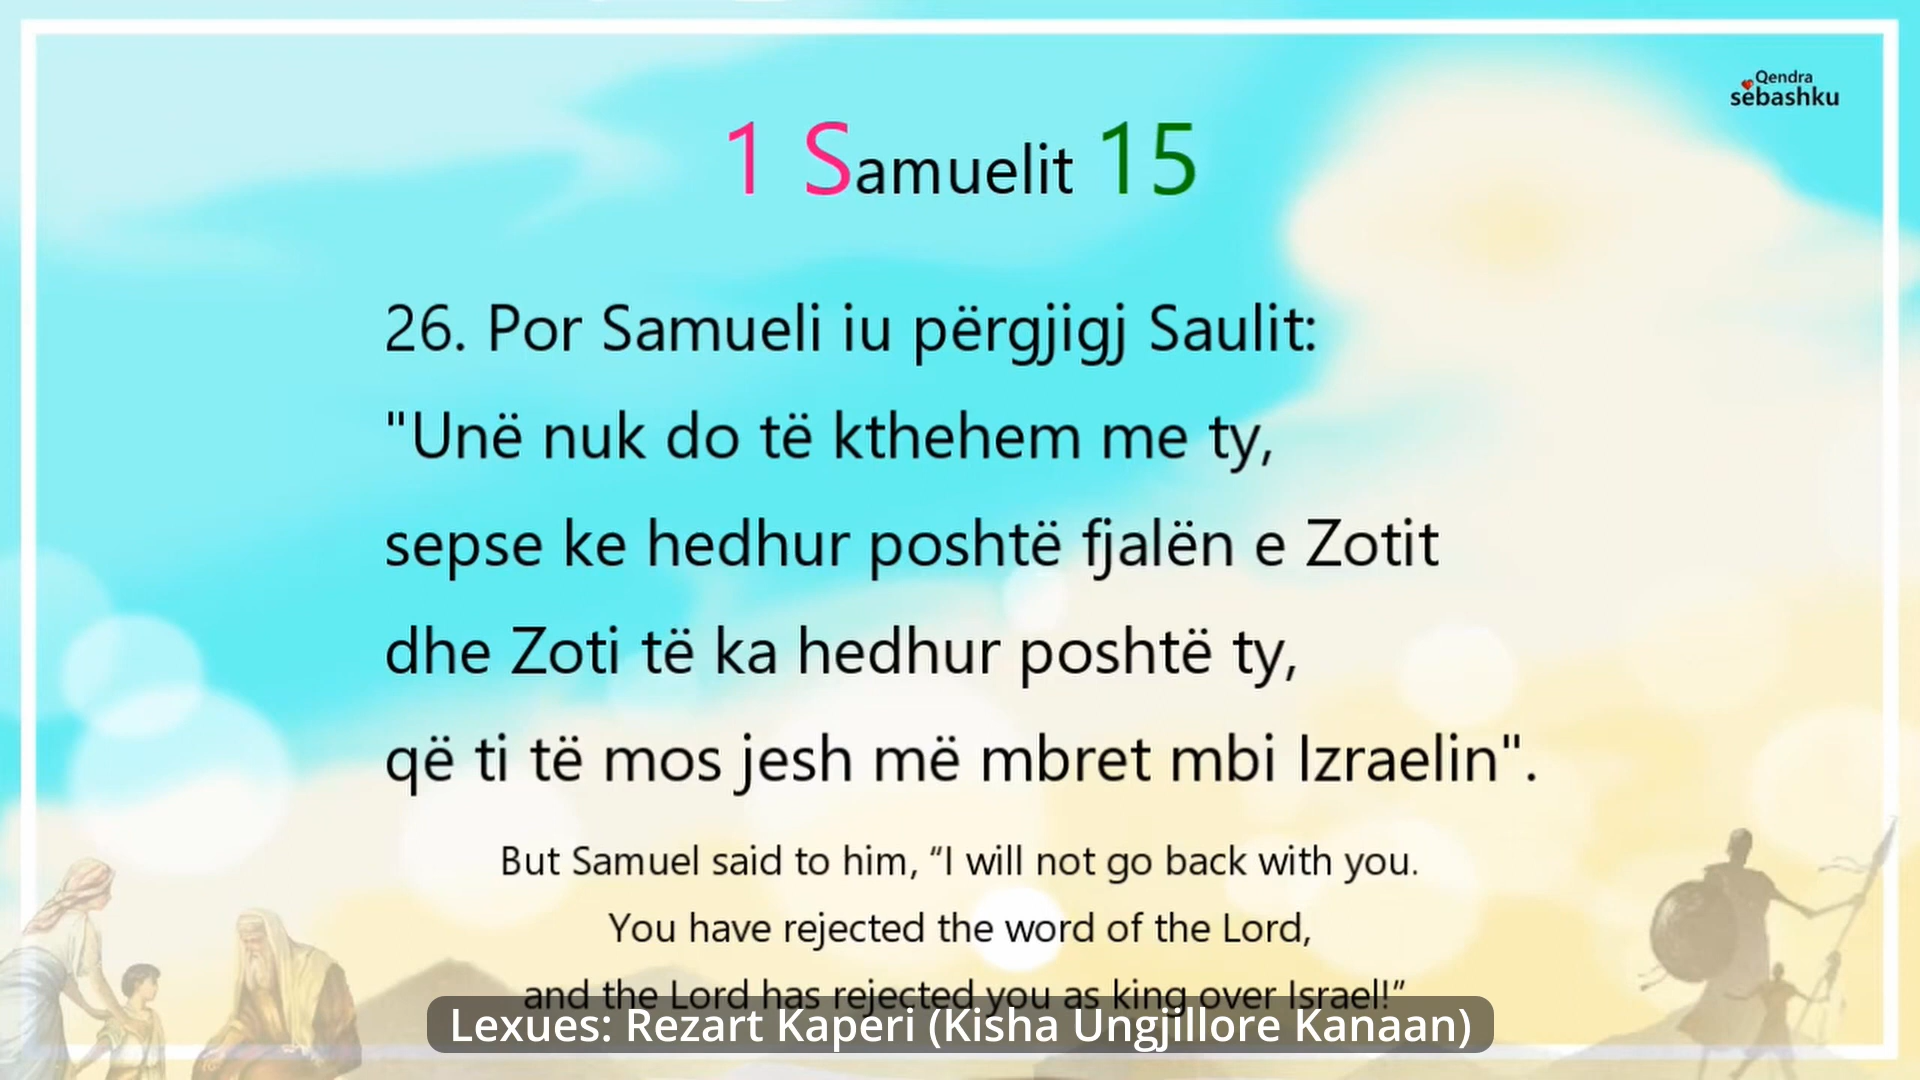 Qendra
sëbashku
1 Samuelit 15
26. Por Samueli iu përgjigj Saulit:
"Unë nuk do të kthehem me ty,
sepse ke hedhur poshtë fjalën e Zotit
dhe Zoti të ka hedhur poshtë ty,
që ti të mos jesh më mbret mbi Izraelin".
But Samuel said to him, “I will not go back with you.
You have rejected the word of the Lord,
and the Lord has rejected you as king over Israel!”
Lexues: Rezart Kaperi (Kisha Ungjillore Kanaan)